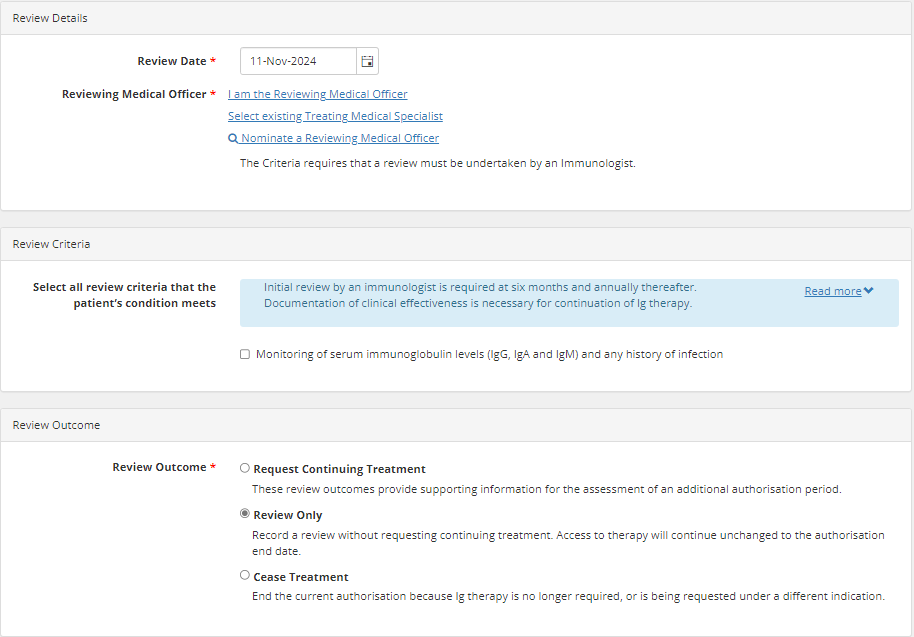 Review Details
Review Date *
11-Nov-2024
Reviewing Medical Officer *
I am the Reviewing Medical Officer
Select existing Treating Medical Specialist
Nominate a Reviewing Medical Officer
The Criteria requires that a review must be undertaken by an Immunologist.
Review Criteria
Select all review criteria that the
patient's condition meets
Initial review by an immunologist is required at six months and annually thereafter.
Documentation of clinical effectiveness is necessary for continuation of Ig therapy.
Read more
Monitoring of serum immunoglobulin levels (IgG, IgA and IgM) and any history of infection
Review Outcome
Review Outcome *
Request Continuing Treatment
These review outcomes provide supporting information for the assessment of an additional authorisation period.
Review Only
Record a review without requesting continuing treatment. Access to therapy will continue unchanged to the authorisation
end date.
Cease Treatment
End the current authorisation because Ig therapy is no longer required, or is being requested under a different indication.